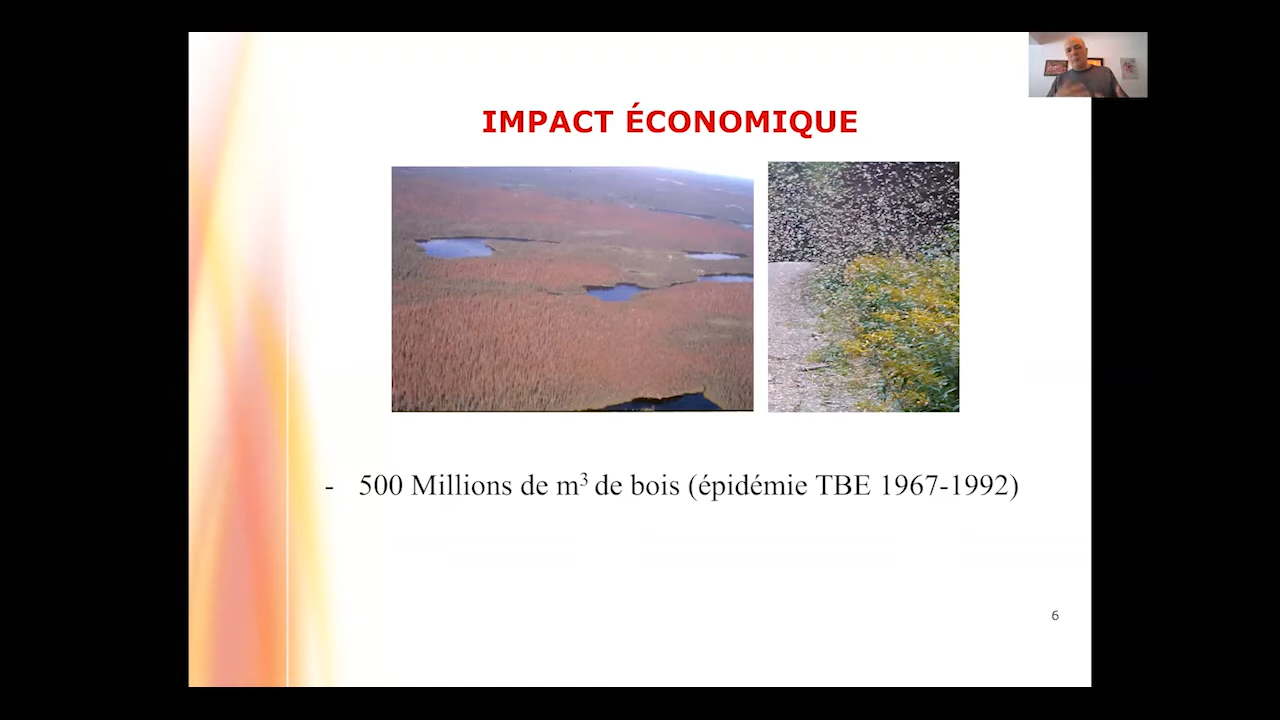 IMPACT ÉCONOMIQUE
- 500 Millions de m³ de bois (épidémie TBE 1967-1992)
6